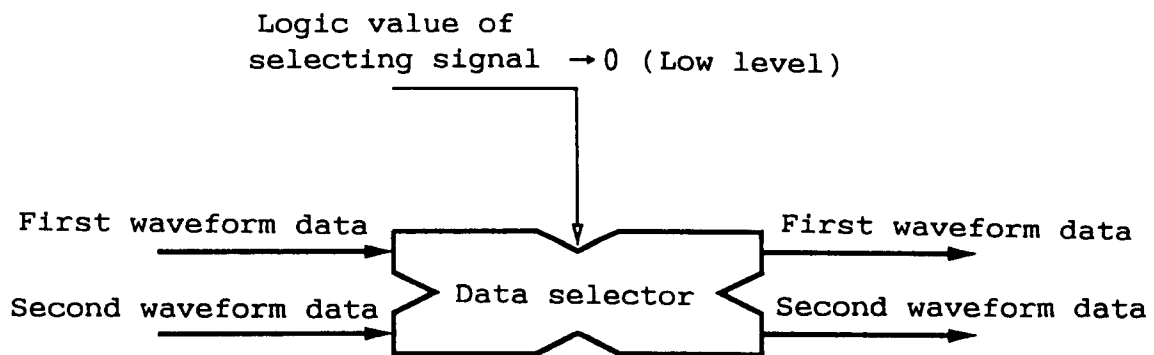 Logic value of
selecting signal →0 (Low level)
First waveform data
First waveform data
Second waveform data
Data selector
Second waveform data